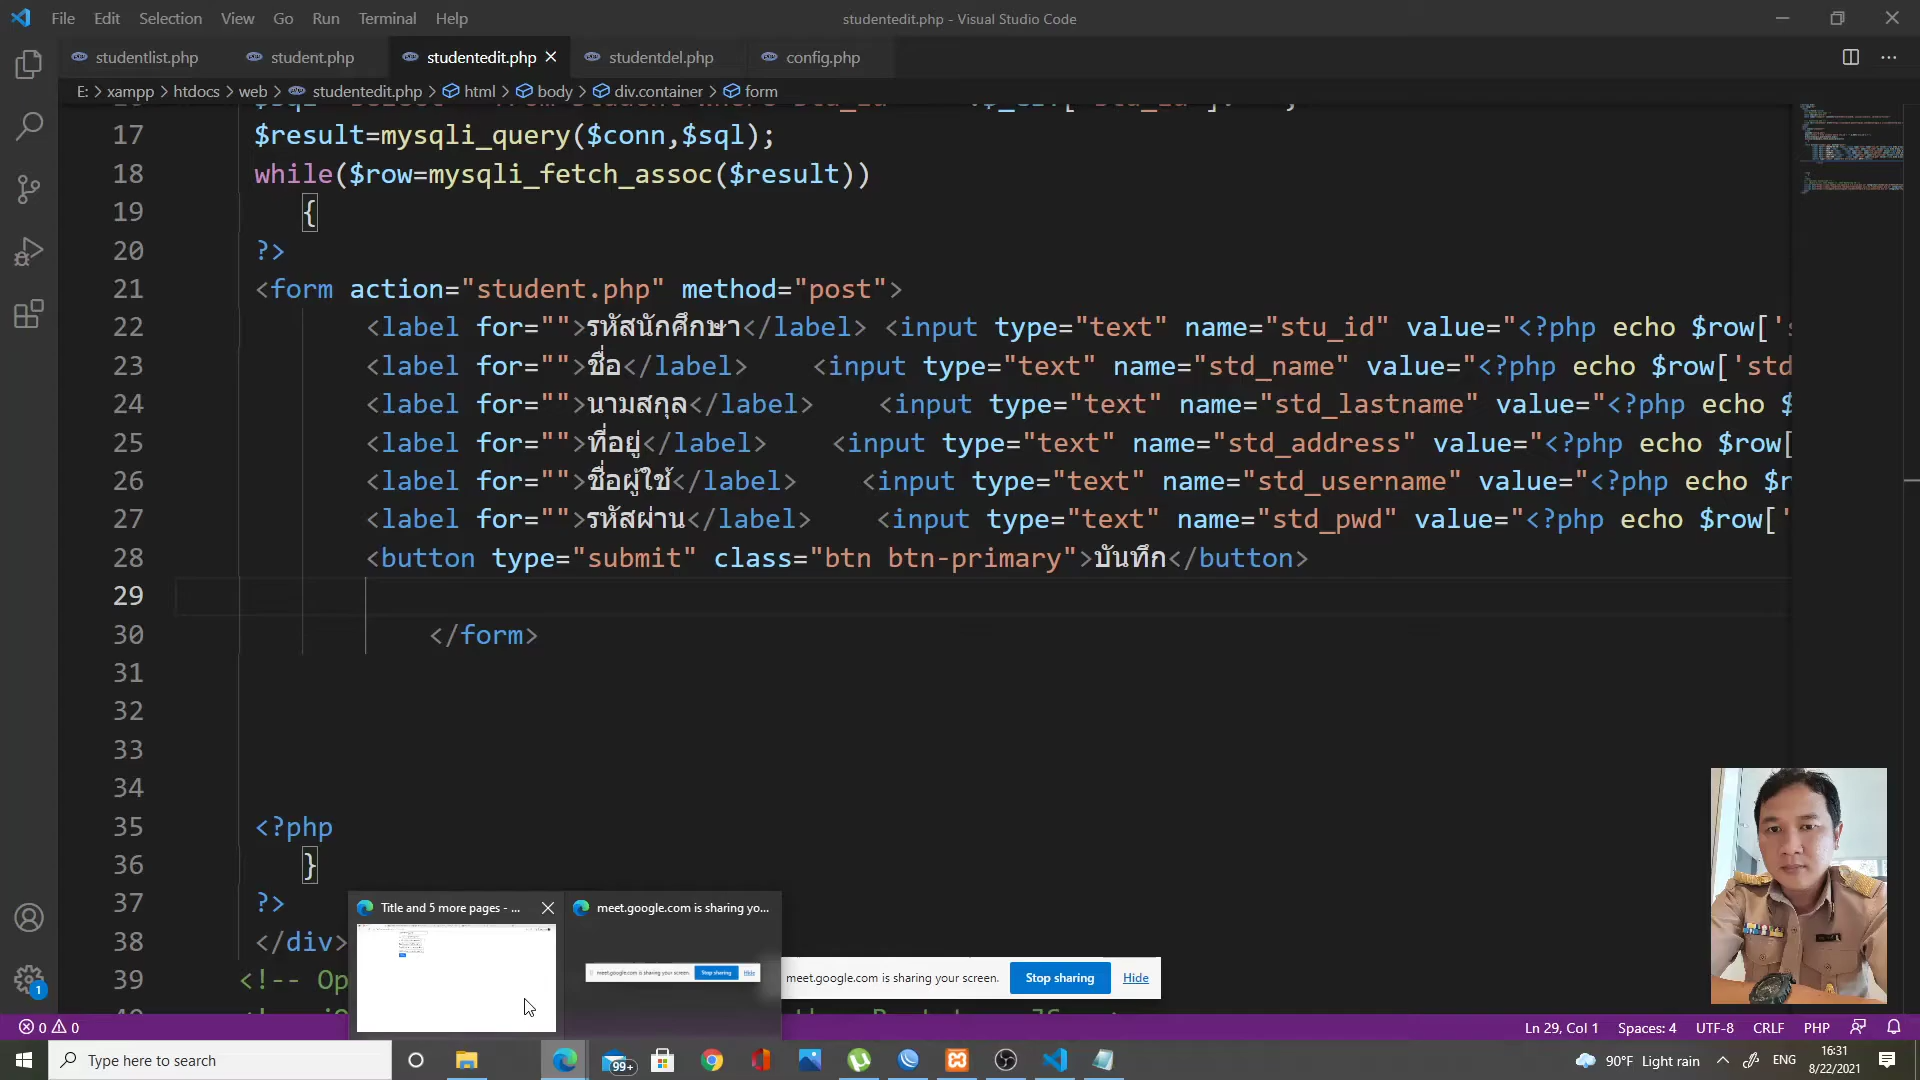 File Edit Selection View Go Run Terminal Help
studentedit.php - Visual Studio Code
studentlist.php student.php studentedit.php studentdel.php config.php
E: > xampp > htdocs > web > studentedit.php > html > body > div.container > form
17 $result=mysqli_query($conn,$sql);
18 while($row=mysqli_fetch_assoc($result))
19 {
20 ?>
21 <form action="student.php" method="post">
22 <label for="">รหัสนักศึกษา</label> <input type="text" name="stu_id" value="<?php echo $row['s
23 <label for="">ชื่อ</label> <input type="text" name="std_name" value="<?php echo $row['std
24 <label for="">นามสกุล</label> <input type="text" name="std_lastname" value="<?php echo $
25 <label for="">ที่อยู่</label> <input type="text" name="std_address" value="<?php echo $row[
26 <label for="">ชื่อผู้ใช้</label> <input type="text" name="std_username" value="<?php echo $r
27 <label for="">รหัสผ่าน</label> <input type="text" name="std_pwd" value="<?php echo $row['
28 <button type="submit" class="btn btn-primary">บันทึก</button>
29
30 </form>
31
32
33
34
35 <?php
36 }
37 ?>
38 </div>
39 <!-- Op
Title and 5 more pages - ... meet.google.com is sharing yo...
meet.google.com is sharing your screen. Stop sharing Hide
meet.google.com is sharing your screen. Stop sharing Hide
1
0 0 Ln 29, Col 1 Spaces: 4 UTF-8 CRLF PHP
Type here to search 99+ 90°F Light rain ENG 16:31
8/22/2021